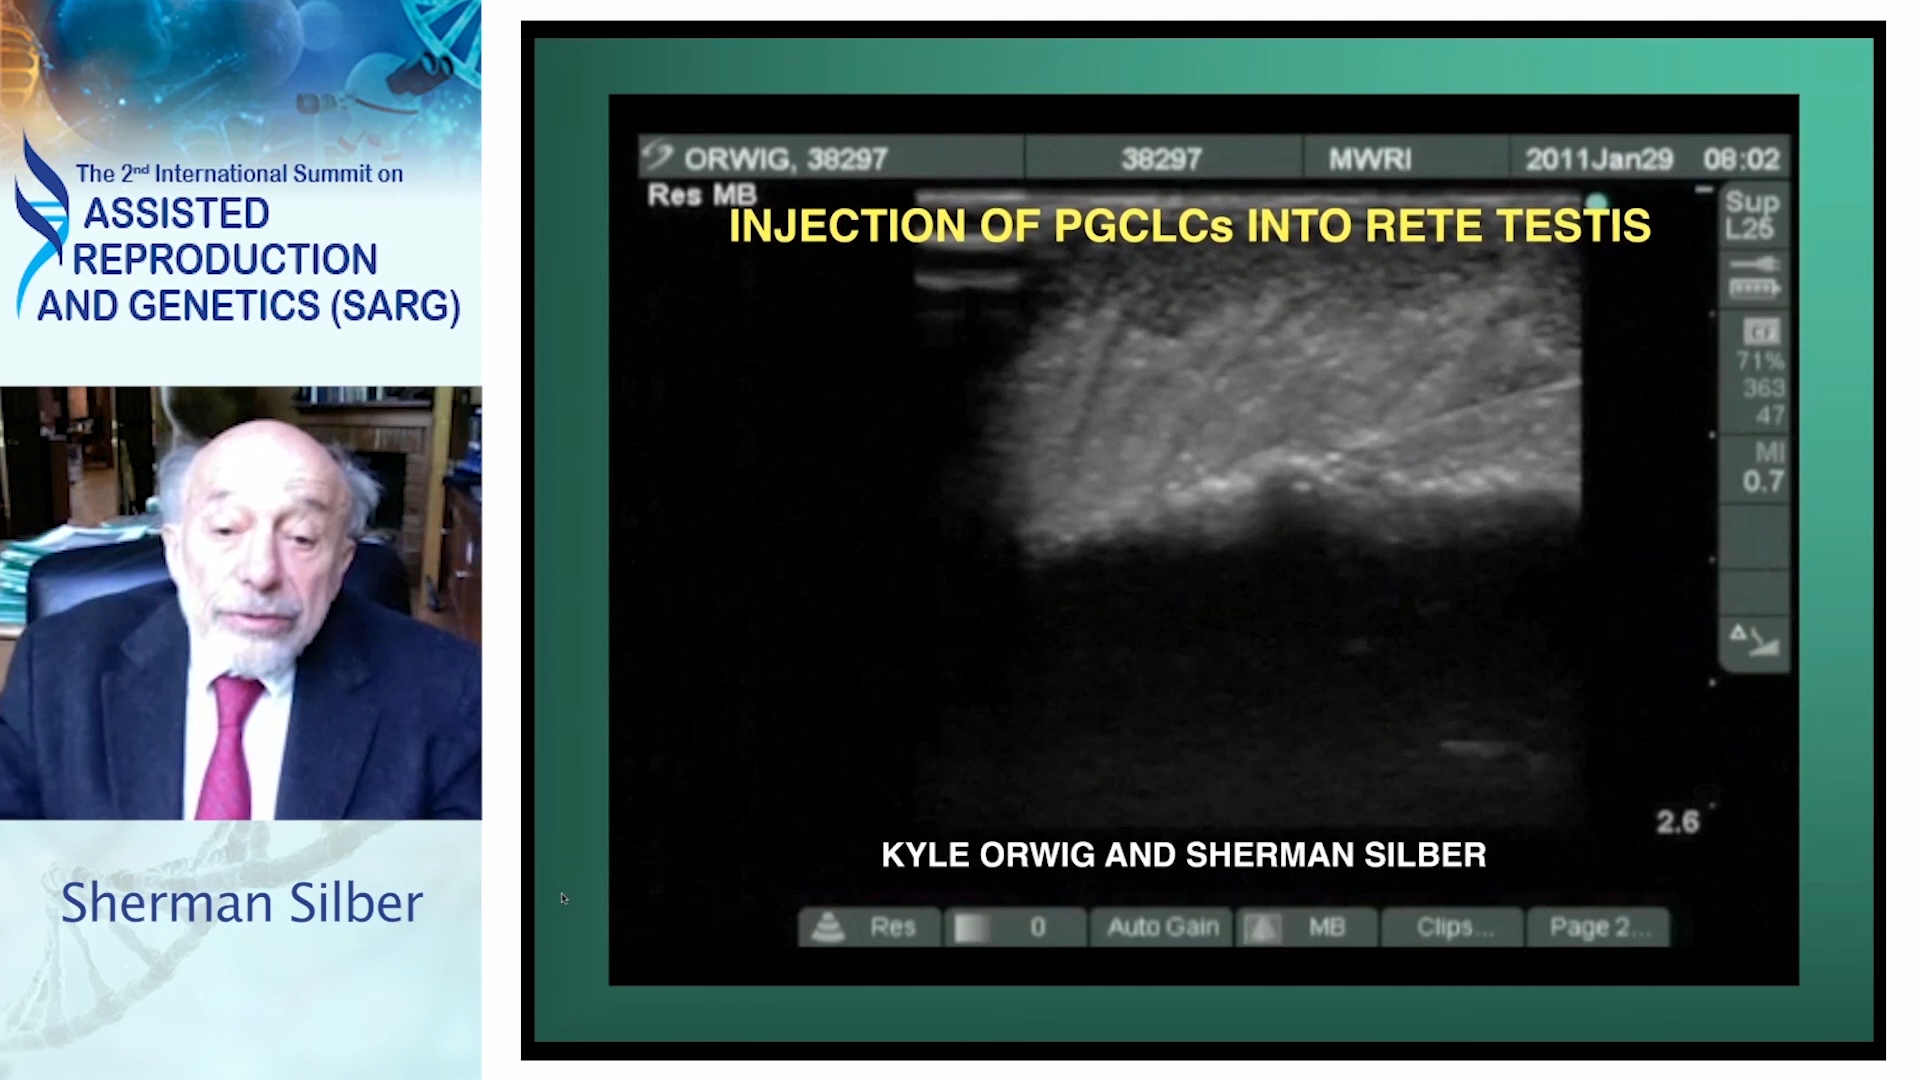 The 2nd International Summit on
ASSISTED
REPRODUCTION
AND GENETICS (SARG)
Sherman Silber
ORWIG, 38297 38297 MWRI 2011Jan29 08:02
Res MB
INJECTION OF PGCLCs INTO RETE TESTIS
Sup
L25
CF
71%
363
47
MI
0.7
2.6
KYLE ORWIG AND SHERMAN SILBER
Res 0 Auto Gain MB Clips... Page 2...